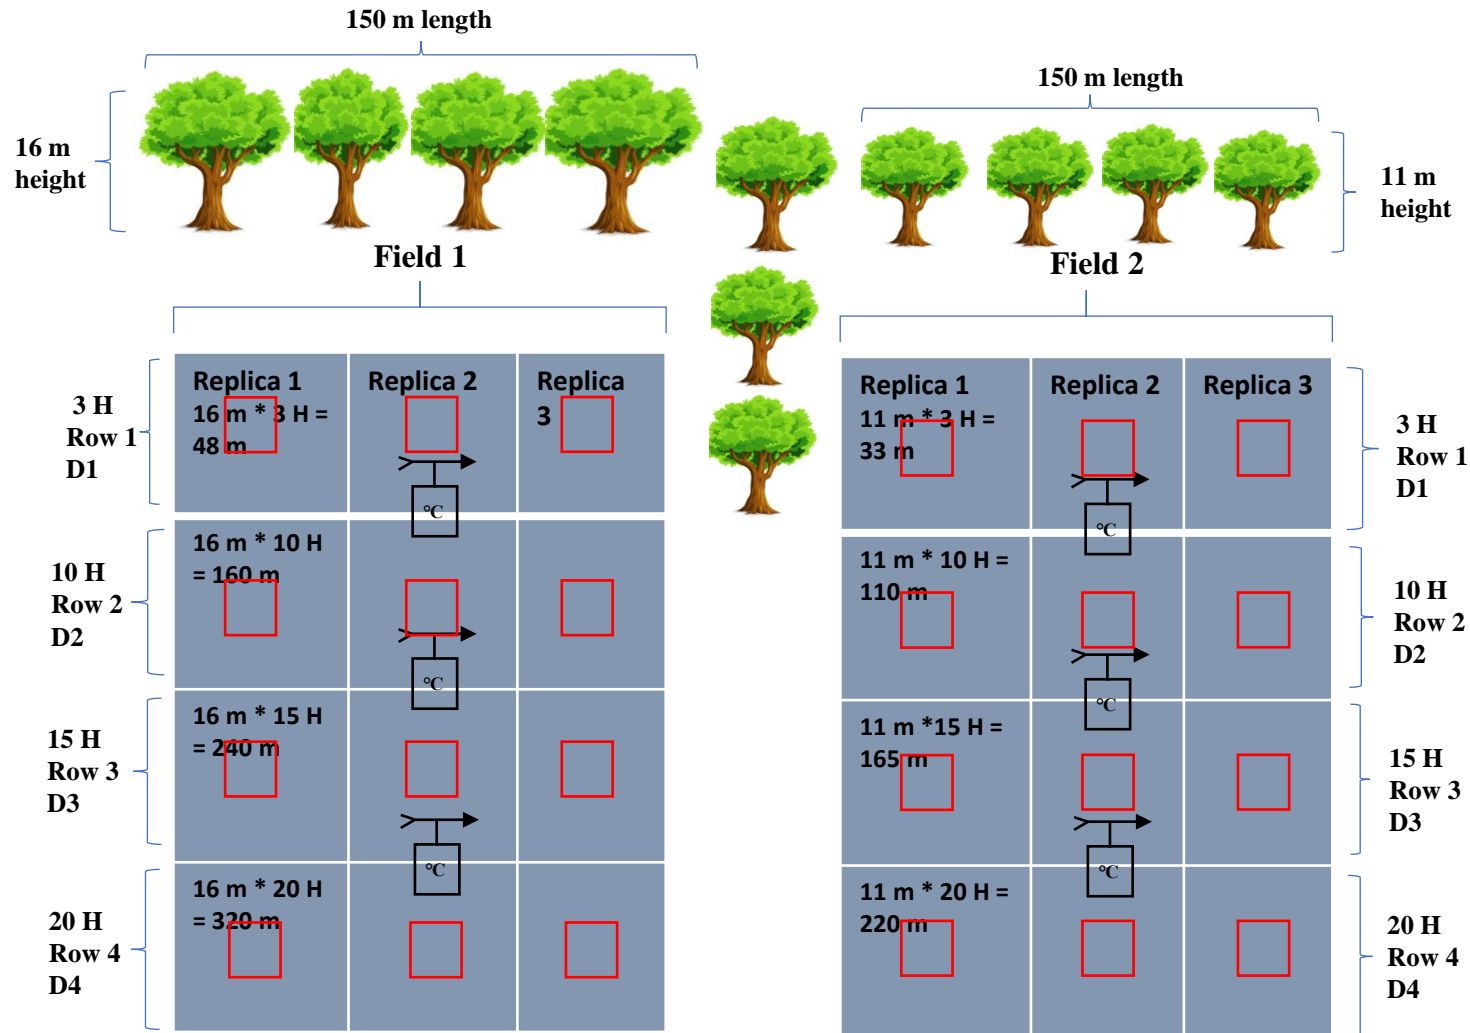 150 m length
16 m
height
Field 1
3 H
Row 1
D1
Replica 1
16 m * 3 H =
48 m
Replica 2
Replica
3
°C
10 H
Row 2
D2
16 m * 10 H
= 160 m
°C
15 H
Row 3
D3
16 m * 15 H
= 240 m
°C
20 H
Row 4
D4
16 m * 20 H
= 320 m
150 m length
11 m
height
Field 2
Replica 1
11 m * 3 H =
33 m
Replica 2
Replica 3
3 H
Row 1
D1
°C
11 m * 10 H =
110 m
10 H
Row 2
D2
°C
11 m *15 H =
165 m
15 H
Row 3
D3
°C
11 m * 20 H =
220 m
20 H
Row 4
D4